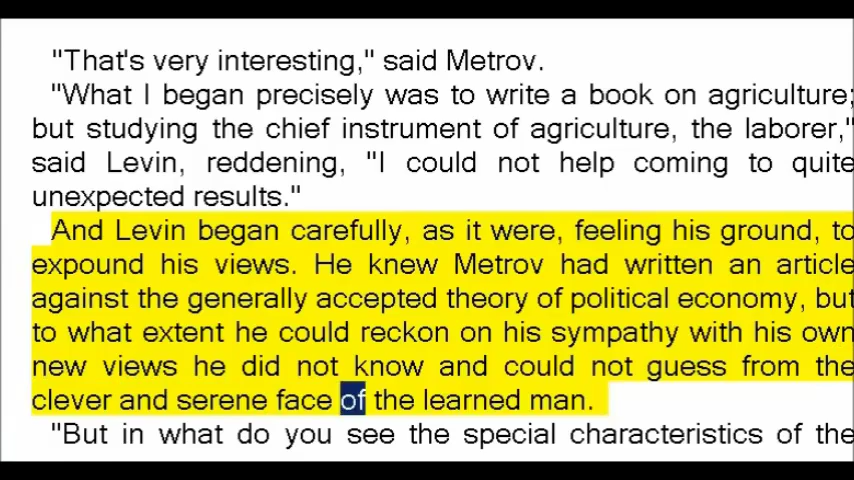 "That's very interesting," said Metrov.
"What I began precisely was to write a book on agriculture;
but studying the chief instrument of agriculture, the laborer,"
said Levin, reddening, "I could not help coming to quite
unexpected results."
And Levin began carefully, as it were, feeling his ground, to
expound his views. He knew Metrov had written an article
against the generally accepted theory of political economy, but
to what extent he could reckon on his sympathy with his own
new views he did not know and could not guess from the
clever and serene face of the learned man.
"But in what do you see the special characteristics of the